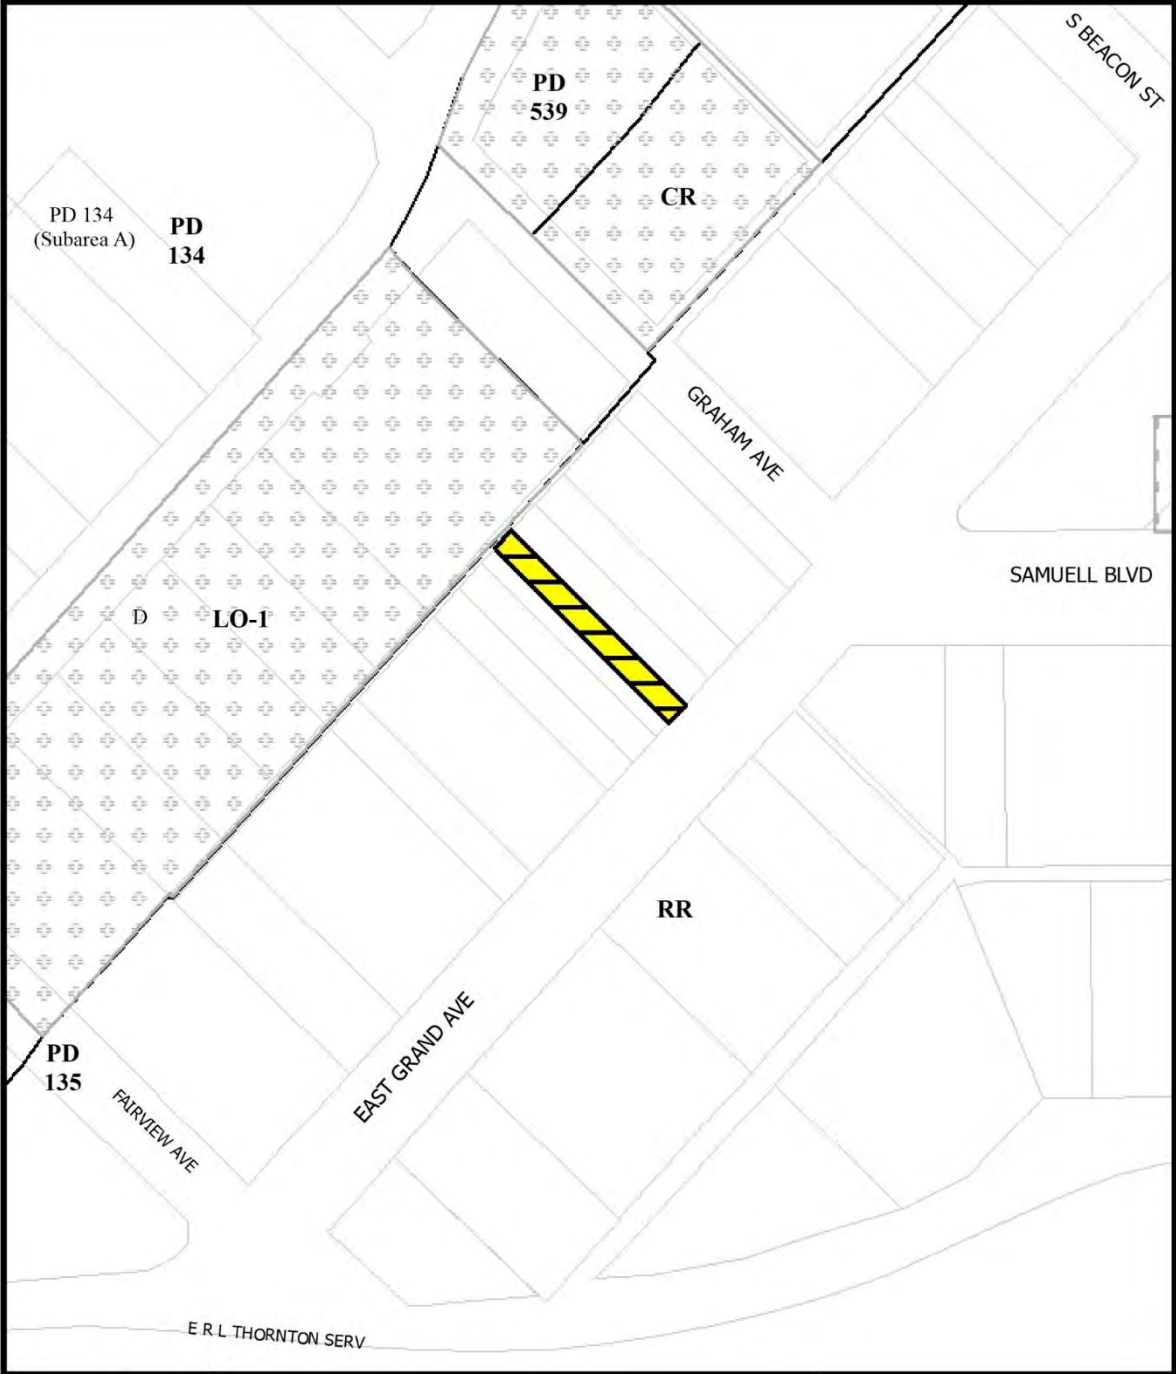 S BEACON ST
PD
539
CR
PD 134
(Subarea A)
PD
134
GRAHAM AVE
SAMUELL BLVD
D
LO-1
RR
EAST GRAND AVE
PD
135
FAIRVIEW AVE
E R L THORNTON SERV